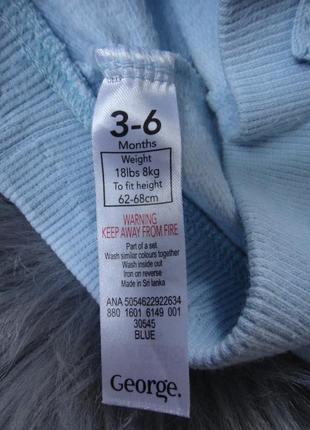 3-6
Months
Weight
18lbs 8kg
To fit height
62-68cm
WARNING
KEEP AWAY FROM FIRE
Part of a set
Wash similar colours together
Wash inside out
Iron on reverse
Made in Sri lanka
ANA 5054622922634
880 1601 6149 001
30545
BLUE
George.